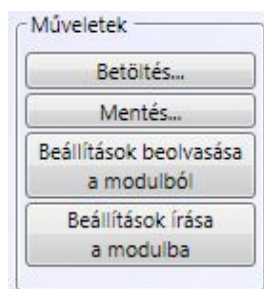 Műveletek
Betöltés...
Mentés...
Beállítások beolvasása
a modulból
Beállítások írása
a modulba